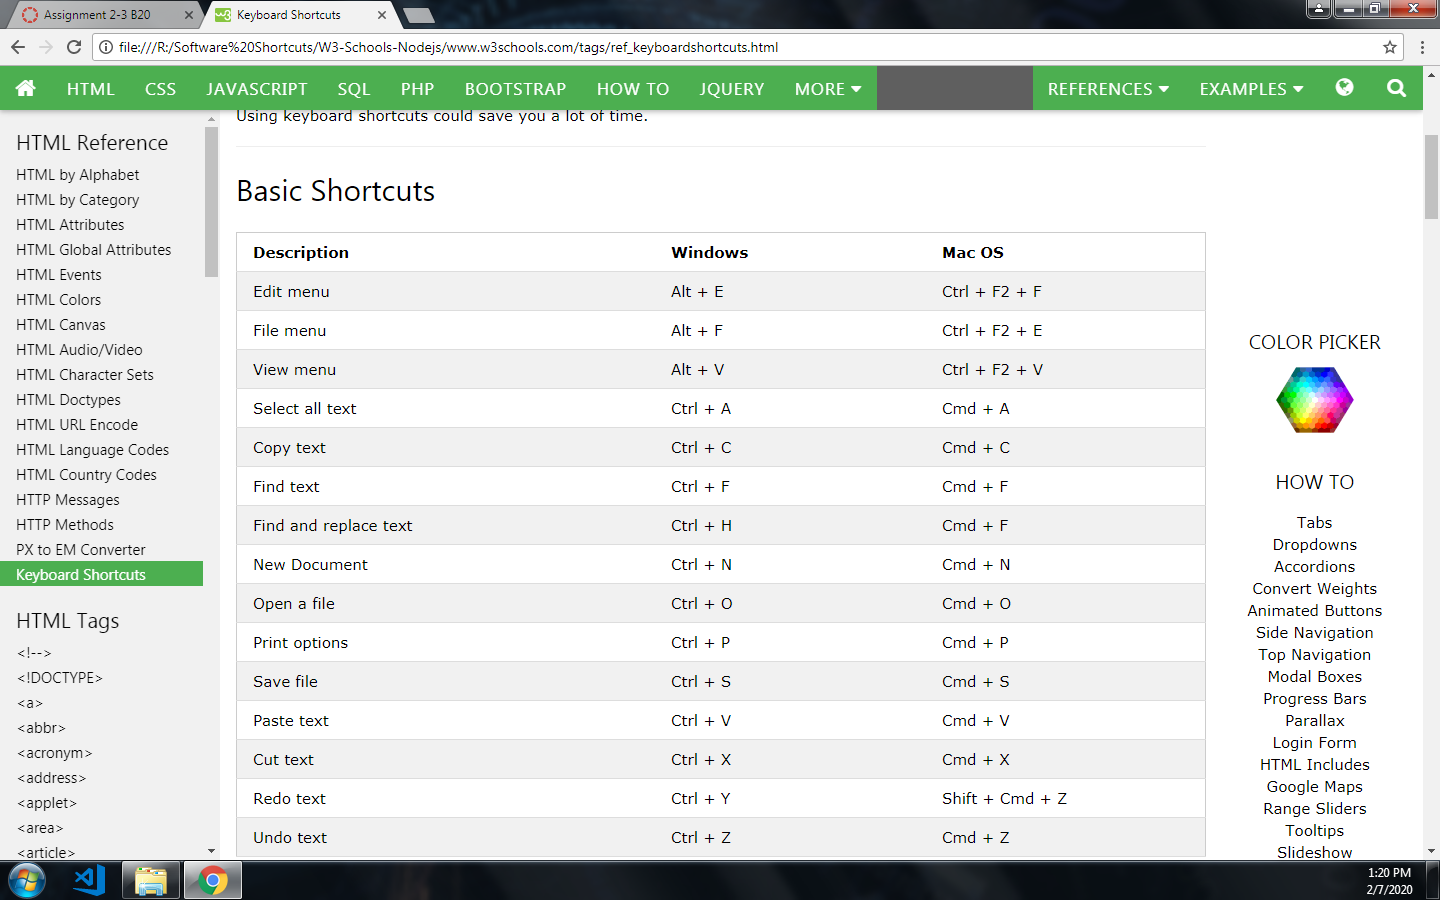 Assignment 2-3 B20
Keyboard Shortcuts
file:///R:/Software%20Shortcuts/W3-Schools-Nodejs/www.w3schools.com/tags/ref_keyboardshortcuts.html
HTML CSS JAVASCRIPT SQL PHP BOOTSTRAP HOW TO JQUERY MORE REFERENCES EXAMPLES
HTML Reference
HTML by Alphabet
HTML by Category
HTML Attributes
HTML Global Attributes
HTML Events
HTML Colors
HTML Canvas
HTML Audio/Video
HTML Character Sets
HTML Doctypes
HTML URL Encode
HTML Language Codes
HTML Country Codes
HTTP Messages
HTTP Methods
PX to EM Converter
Keyboard Shortcuts
HTML Tags
<!-->
<!DOCTYPE>
<a>
<abbr>
<acronym>
<address>
<applet>
<area>
<article>
Using keyboard shortcuts could save you a lot of time.
Basic Shortcuts
Description Windows Mac OS
Edit menu Alt + E Ctrl + F2 + F
File menu Alt + F Ctrl + F2 + E
View menu Alt + V Ctrl + F2 + V
Select all text Ctrl + A Cmd + A
Copy text Ctrl + C Cmd + C
Find text Ctrl + F Cmd + F
Find and replace text Ctrl + H Cmd + F
New Document Ctrl + N Cmd + N
Open a file Ctrl + O Cmd + O
Print options Ctrl + P Cmd + P
Save file Ctrl + S Cmd + S
Paste text Ctrl + V Cmd + V
Cut text Ctrl + X Cmd + X
Redo text Ctrl + Y Shift + Cmd + Z
Undo text Ctrl + Z Cmd + Z
COLOR PICKER
HOW TO
Tabs
Dropdowns
Accordions
Convert Weights
Animated Buttons
Side Navigation
Top Navigation
Modal Boxes
Progress Bars
Parallax
Login Form
HTML Includes
Google Maps
Range Sliders
Tooltips
Slideshow
1:20 PM
2/7/2020